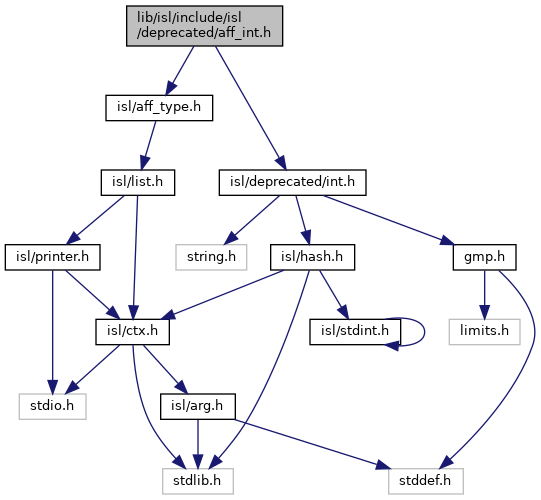 lib/isl/include/isl
/deprecated/aff_int.h
isl/aff_type.h
isl/list.h
isl/deprecated/int.h
isl/printer.h
string.h
isl/hash.h
gmp.h
isl/ctx.h
isl/stdint.h
limits.h
stdio.h
isl/arg.h
stdlib.h
stddef.h